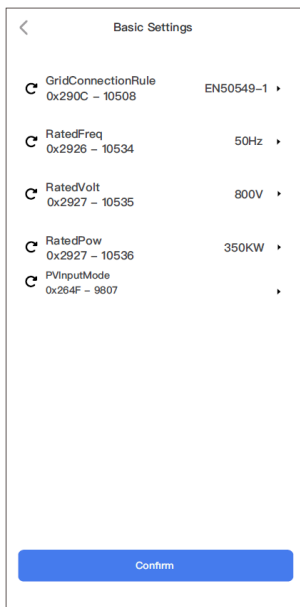 Basic Settings
GridConnectionRule
0x290C – 10508
EN50549–1
RatedFreq
0x2926 – 10534
50Hz
RatedVolt
0x2927 – 10535
800V
RatedPow
0x2927 – 10536
350KW
PVInputMode
0x264F – 9807
Confirm